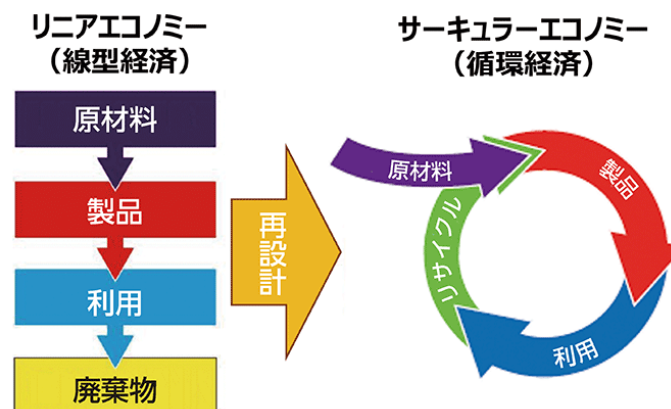 リニアエコノミー
（線型経済）
原材料
製品
利用
廃棄物
再設計
サーキュラーエコノミー
（循環経済）
原材料
製品
利用
リサイクル